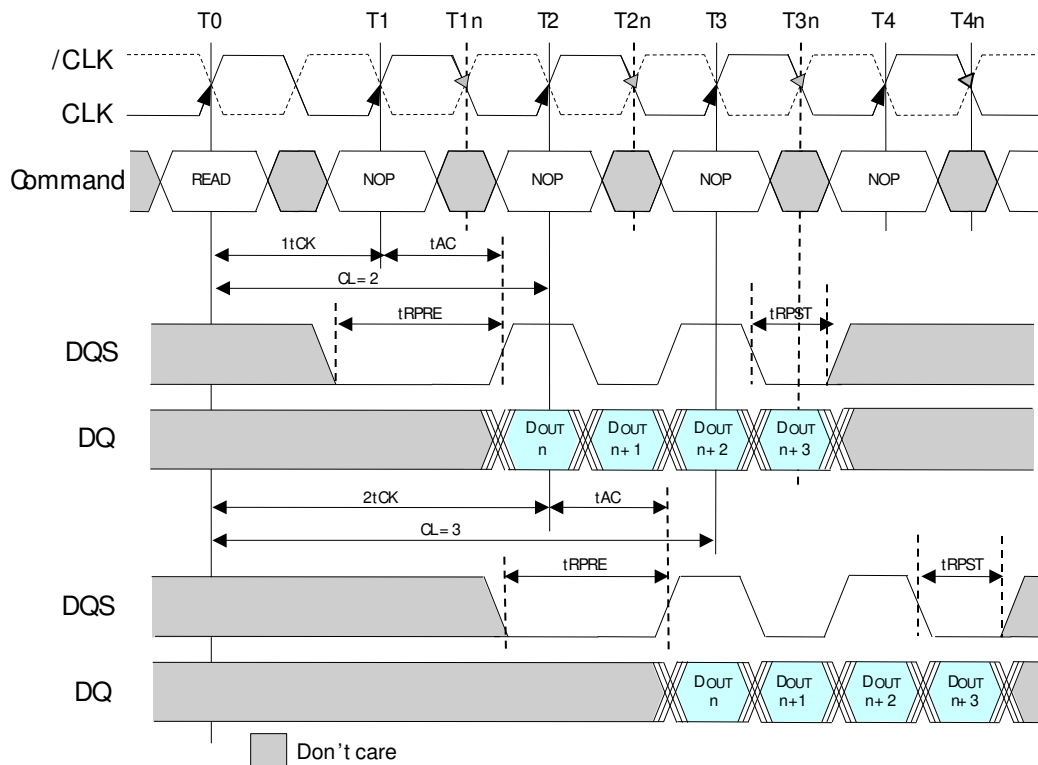 T0 T1 T1n T2 T2n T3 T3n T4 T4n
/CLK
CLK
Command READ NOP NOP NOP NOP
1tCK tAC
CL=2
tRPRE tRPST
DQS
DQ DOUT n DOUT n+1 DOUT n+2 DOUT n+3
2tCK tAC
CL=3
tRPRE tRPST
DQS
DQ DOUT n DOUT n+1 DOUT n+2 DOUT n+3
Don't care